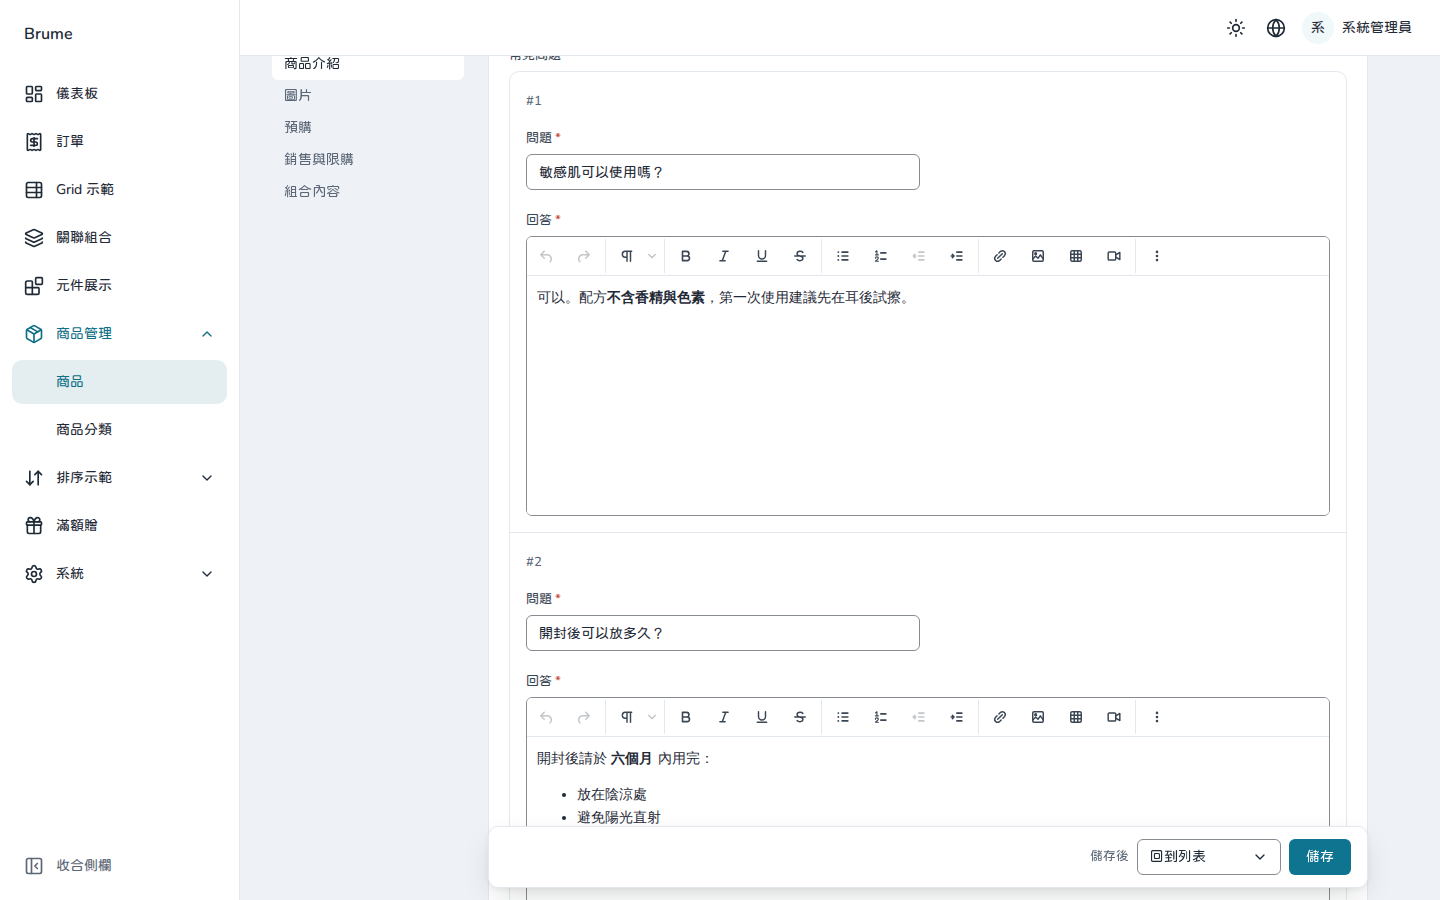 Brume
系
系統管理員
儀表板
訂單
Grid 示範
關聯組合
元件展示
商品管理
商品
商品分類
排序示範
滿額贈
系統
收合側欄
商品介紹
圖片
預購
銷售與限購
組合內容
常見問題
#1
問題 *
敏感肌可以使用嗎？
回答 *
可以。配方不含香精與色素，第一次使用建議先在耳後試擦。
#2
問題 *
開封後可以放多久？
回答 *
開封後請於 六個月 內用完：
• 放在陰涼處
• 避免陽光直射
儲存後
回到列表
儲存